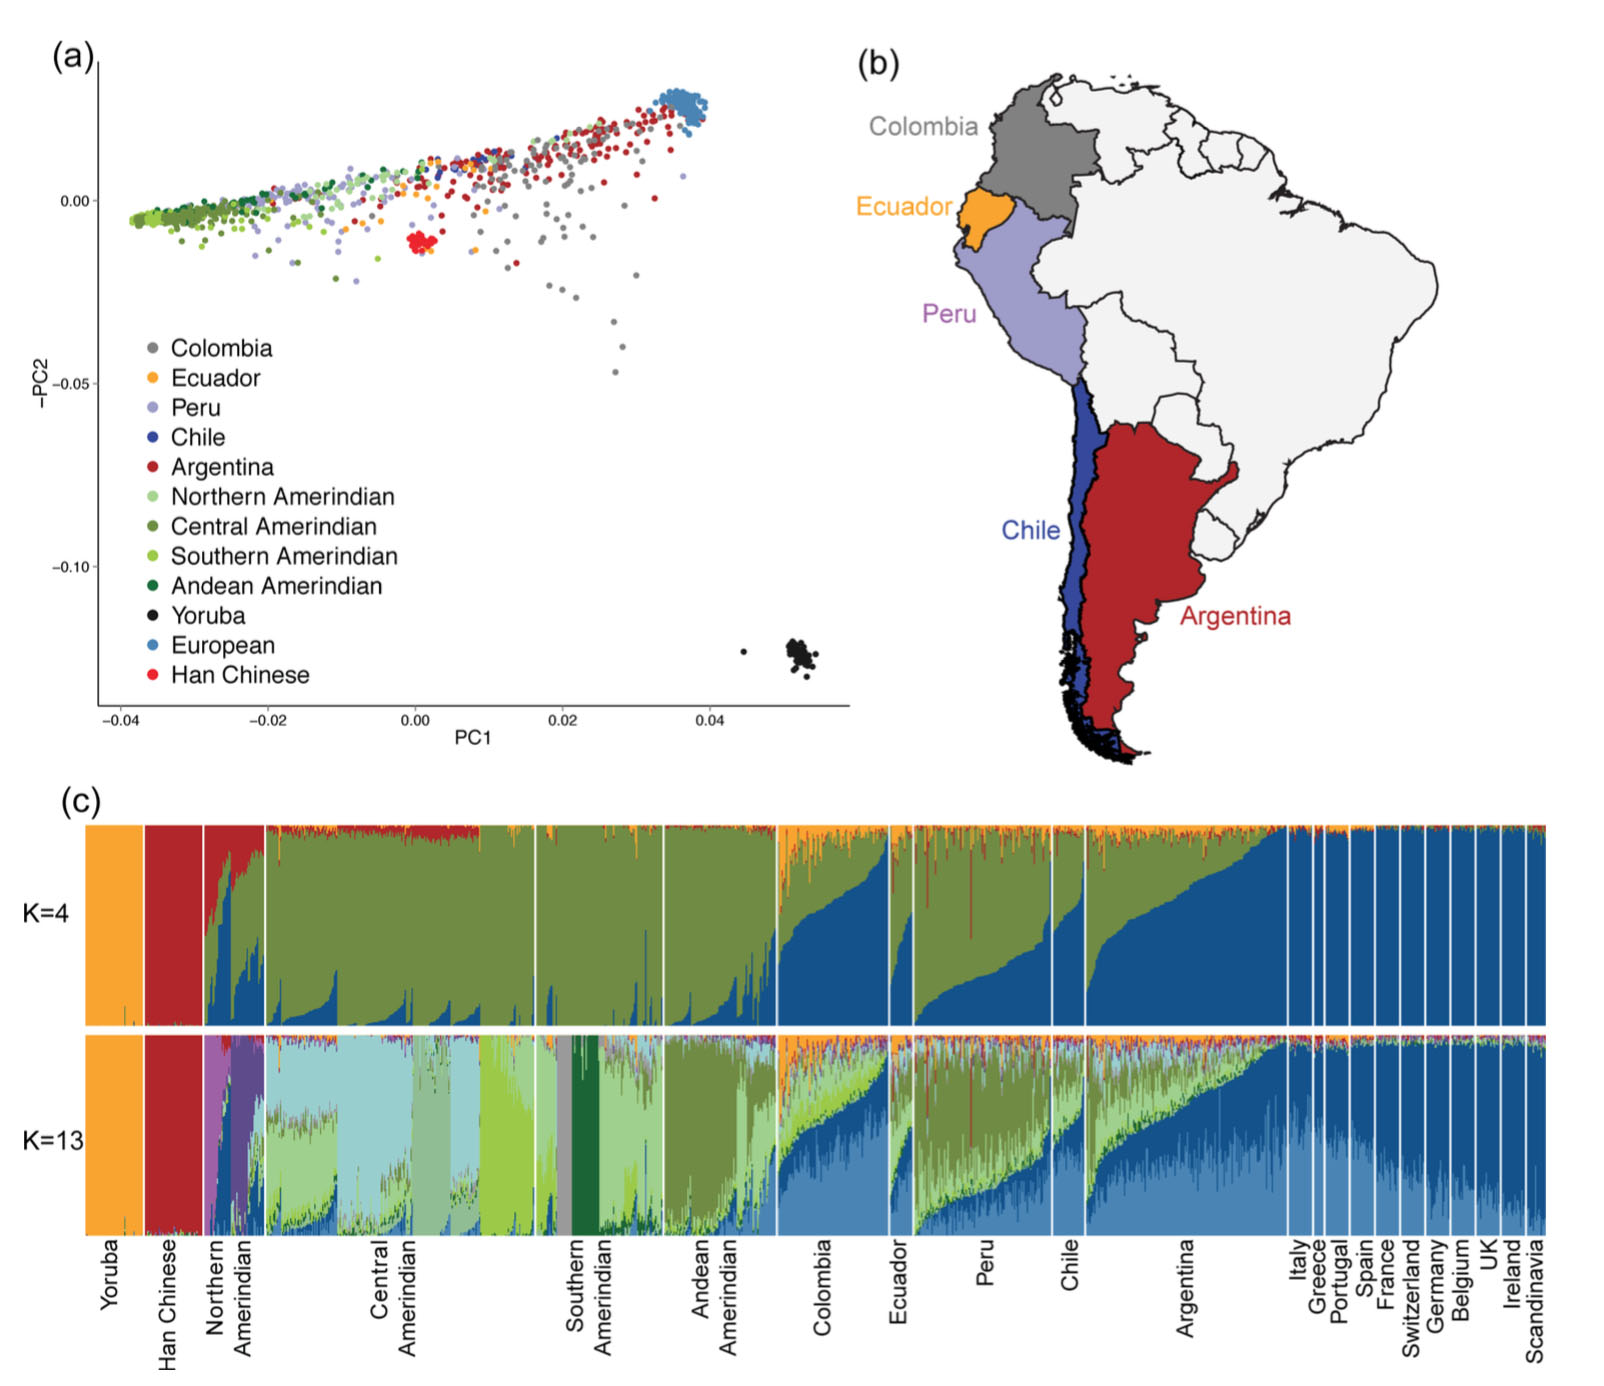 (a)
0.00
−0.05
−0.10
−PC2
Colombia
Ecuador
Peru
Chile
Argentina
Northern Amerindian
Central Amerindian
Southern Amerindian
Andean Amerindian
Yoruba
European
Han Chinese
−0.04
−0.02
0.00
0.02
0.04
PC1
(b)
Colombia
Ecuador
Peru
Chile
Argentina
(c)
K=4
K=13
Yoruba
Han Chinese
Northern
Amerindian
Central
Amerindian
Southern
Amerindian
Andean
Amerindian
Colombia
Ecuador
Peru
Chile
Argentina
Italy
Greece
Portugal
Spain
France
Switzerland
Germany
Belgium
UK
Ireland
Scandinavia